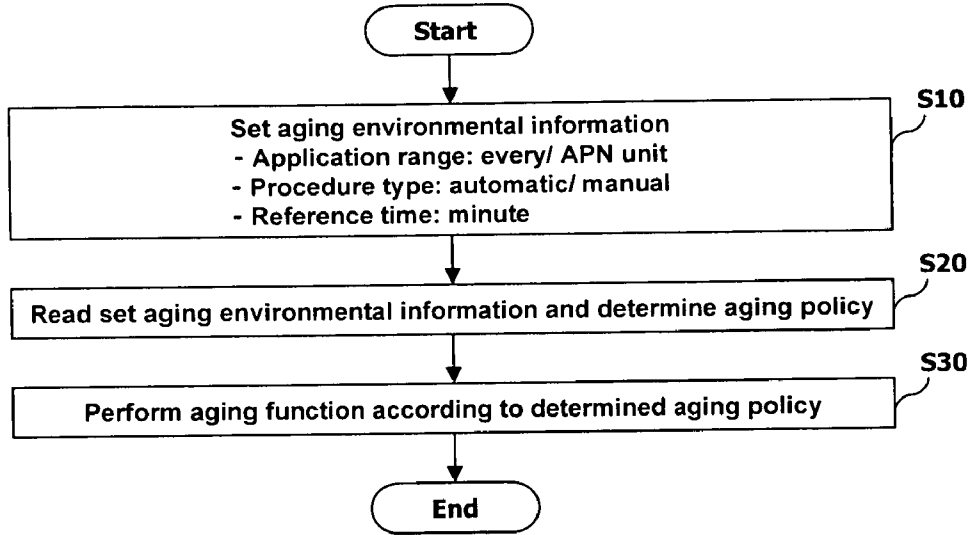 Start
S10
Set aging environmental information
- Application range: every/ APN unit
- Procedure type: automatic/ manual
- Reference time: minute
S20
Read set aging environmental information and determine aging policy
S30
Perform aging function according to determined aging policy
End